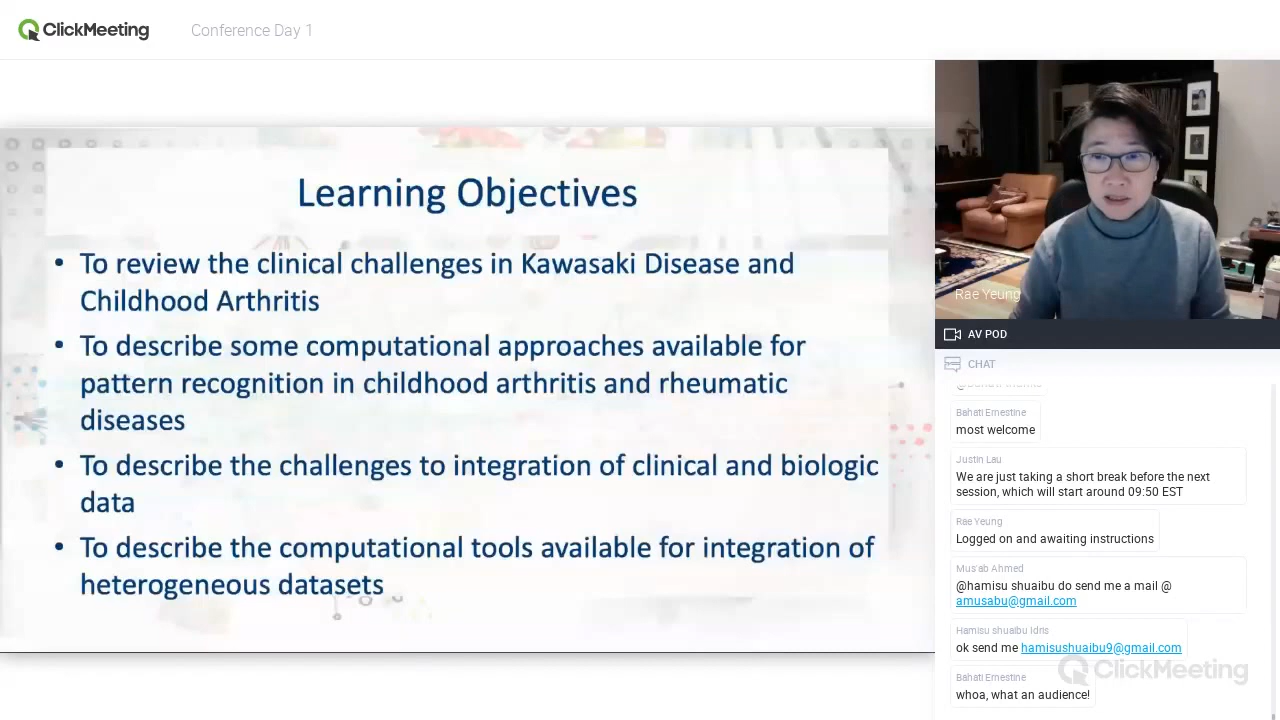 ClickMeeting
Conference Day 1
Learning Objectives
• To review the clinical challenges in Kawasaki Disease and
Childhood Arthritis
• To describe some computational approaches available for
pattern recognition in childhood arthritis and rheumatic
diseases
• To describe the challenges to integration of clinical and biologic
data
• To describe the computational tools available for integration of
heterogeneous datasets
Rae Yeung
AV POD
CHAT
Bahati Ernestine
most welcome
Justin Lau
We are just taking a short break before the next
session, which will start around 09:50 EST
Rae Yeung
Logged on and awaiting instructions
Mus'ab Ahmed
@hamisu shuaibu do send me a mail @
amusabu@gmail.com
Hamisu shuaibu Idris
ok send me hamisushuaibu9@gmail.com
Bahati Ernestine
whoa, what an audience!
ClickMeeting